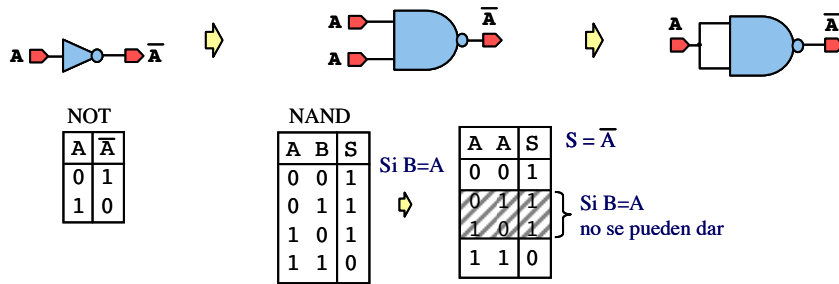 A A̅
A A̅
A
A A̅
NOT
A A̅
0 1
1 0
NAND
A B S
0 0 1
0 1 1
1 0 1
1 1 0
Si B=A
A A S
0 0 1
0 1 1
1 0 1
1 1 0
S = A̅
Si B=A
no se pueden dar